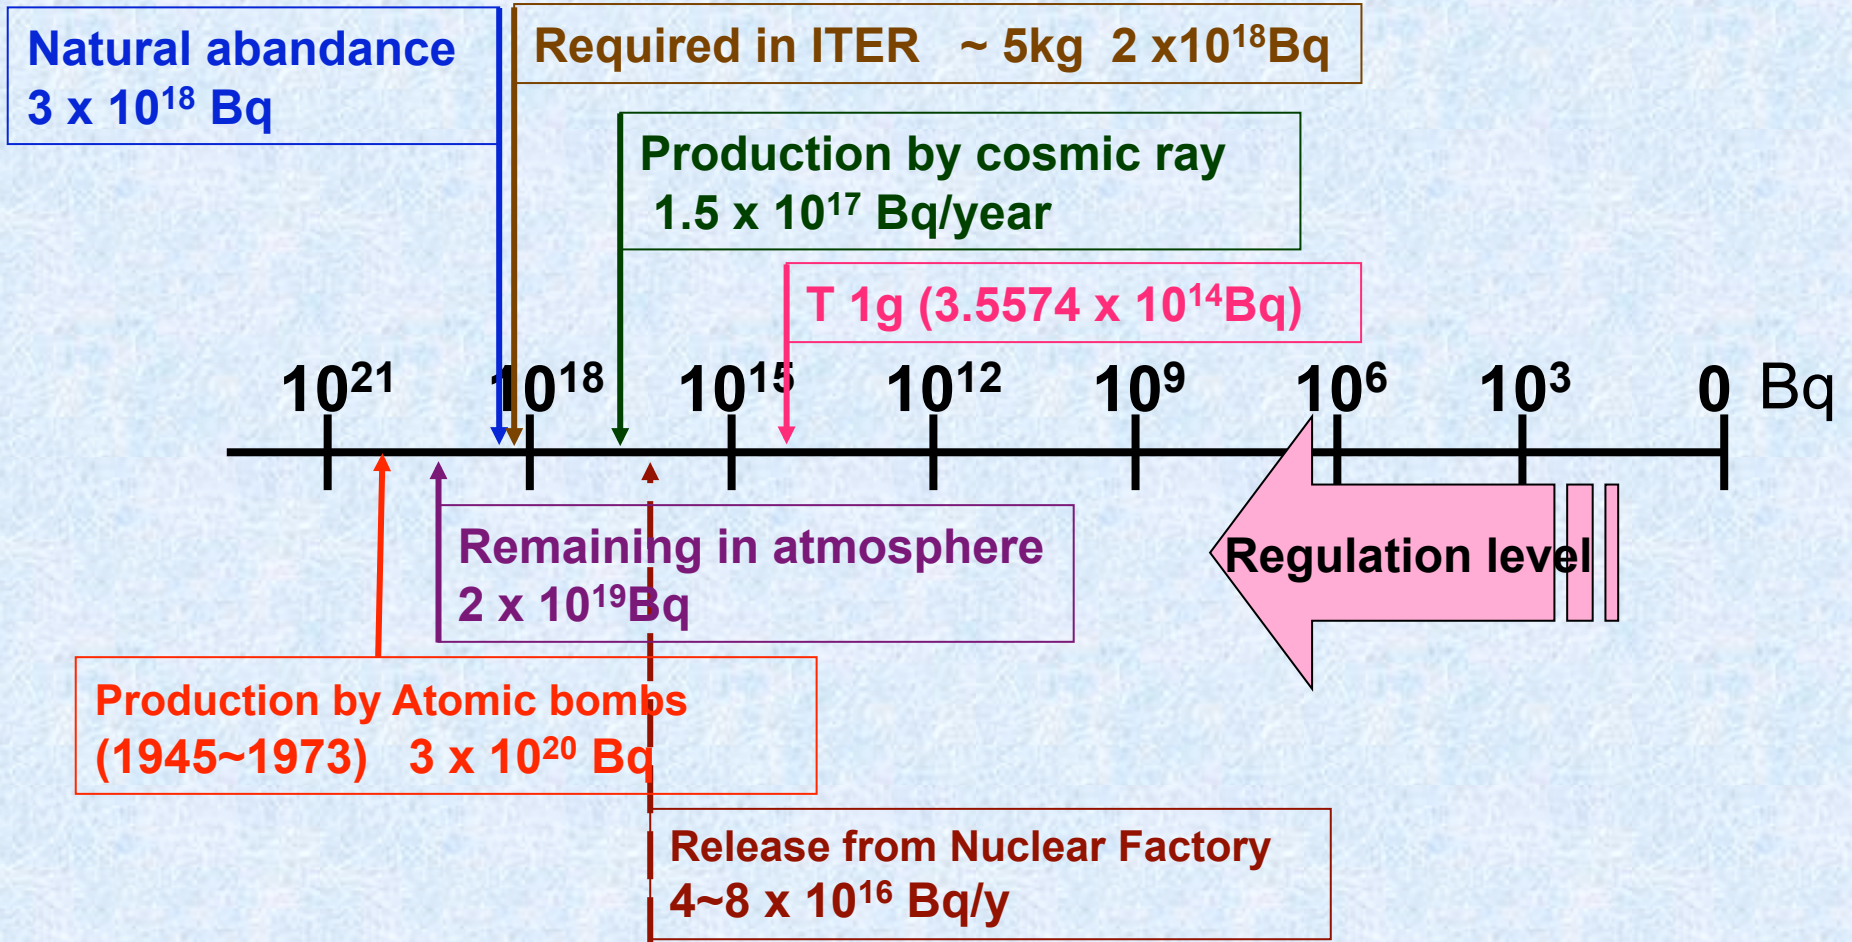 Natural abandance
3 x 10¹⁸ Bq
Required in ITER ~ 5kg 2 x10¹⁸Bq
Production by cosmic ray
1.5 x 10¹⁷ Bq/year
T 1g (3.5574 x 10¹⁴Bq)
10²¹ 10¹⁸ 10¹⁵ 10¹² 10⁹ 10⁶ 10³ 0 Bq
Remaining in atmosphere
2 x 10¹⁹Bq
Regulation level
Production by Atomic bombs
(1945~1973) 3 x 10²⁰ Bq
Release from Nuclear Factory
4~8 x 10¹⁶ Bq/y